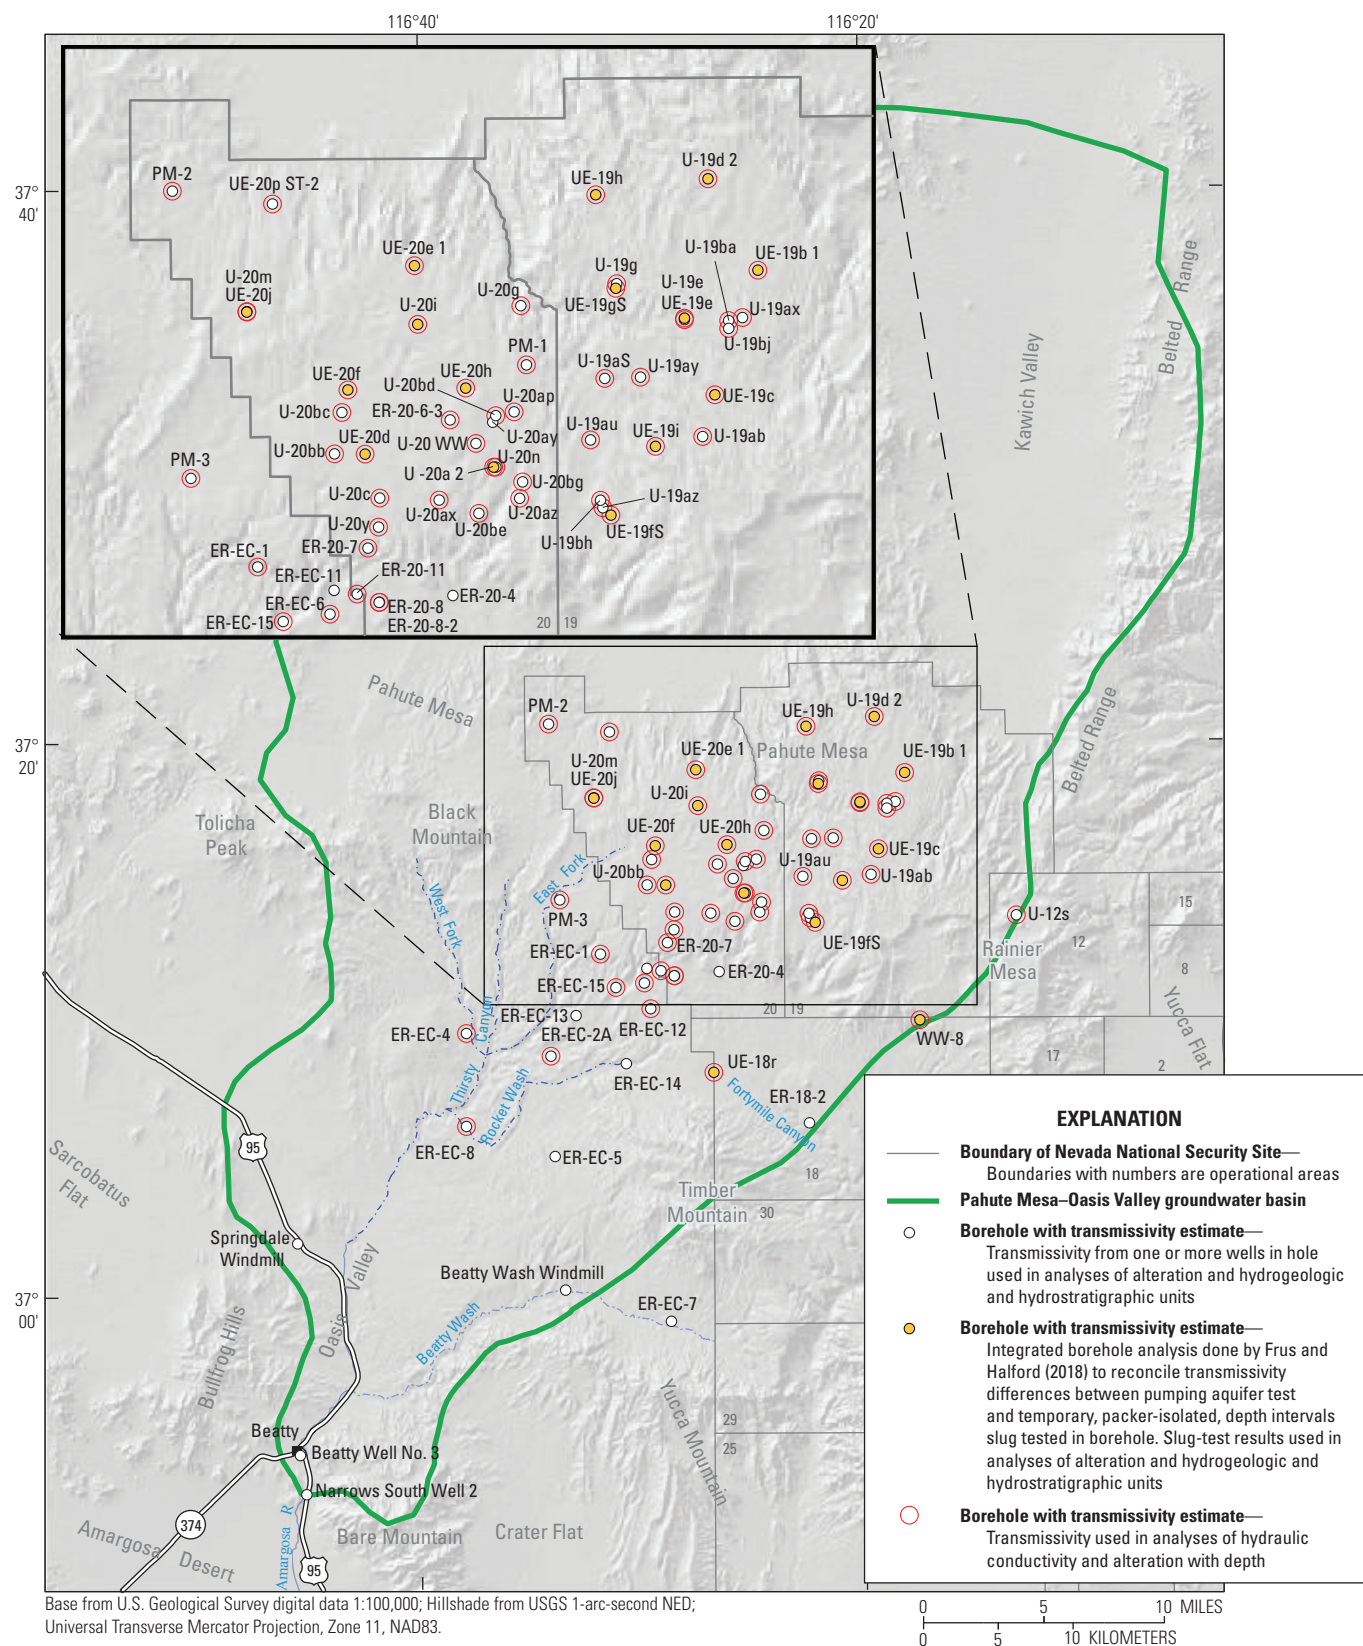 116°40'
116°20'
37°
40'
37°
20'
37°
00'
PM-2
UE-20p ST-2
UE-19h
U-19d 2
UE-20e 1
U-19ba
UE-19b 1
U-20m
UE-20j
U-20i
U-20g
U-19g
UE-19gS
U-19e
UE-19e
U-19ax
U-19bj
PM-1
UE-20f
UE-20h
U-20bd
U-19aS
U-19ay
UE-19c
U-20bc
ER-20-6-3
U-20ap
U-20ay
U-19au
UE-19i
U-19ab
U-20bb
UE-20d
U-20 WW
U-20n
U-20a 2
PM-3
U-20c
U-20ax
U-20be
U-20bg
U-20az
U-19az
U-19bh
UE-19fS
U-20y
ER-20-7
ER-EC-1
ER-EC-11
ER-20-11
ER-EC-6
ER-20-8
ER-20-8-2
ER-20-4
ER-EC-15
20
19
Kawich Valley
Belted Range
Belted Range
Pahute Mesa
PM-2
UE-19h
U-19d 2
UE-20e 1
Pahute Mesa
UE-19b 1
U-20m
UE-20j
U-20i
Black
Mountain
Tolicha
Peak
UE-20f
UE-20h
U-19au
UE-19c
U-19ab
U-20bb
East Fork
West Fork
PM-3
ER-20-7
UE-19fS
U-12s
Rainier
Mesa
12
15
8
Yucca Flat
17
2
ER-EC-1
ER-EC-15
ER-20-4
20
19
ER-EC-13
ER-EC-12
ER-EC-4
ER-EC-2A
WW-8
Thirsty Canyon
Rocket Wash
ER-EC-14
UE-18r
Fortymile Canyon
ER-18-2
ER-EC-8
ER-EC-5
18
30
Timber
Mountain
Sarcobatus
Flat
95
Springdale
Windmill
Oasis Valley
Beatty Wash Windmill
ER-EC-7
Beatty Wash
Bullfrog Hills
Yucca Mountain
29
25
Beatty
Beatty Well No. 3
Narrows South Well 2
374
95
Amargosa R
Amargosa Desert
Bare Mountain
Crater Flat
EXPLANATION
Boundary of Nevada National Security Site—
Boundaries with numbers are operational areas
Pahute Mesa–Oasis Valley groundwater basin
Borehole with transmissivity estimate—
Transmissivity from one or more wells in hole
used in analyses of alteration and hydrogeologic
and hydrostratigraphic units
Borehole with transmissivity estimate—
Integrated borehole analysis done by Frus and
Halford (2018) to reconcile transmissivity
differences between pumping aquifer test
and temporary, packer-isolated, depth intervals
slug tested in borehole. Slug-test results used in
analyses of alteration and hydrogeologic and
hydrostratigraphic units
Borehole with transmissivity estimate—
Transmissivity used in analyses of hydraulic
conductivity and alteration with depth
Base from U.S. Geological Survey digital data 1:100,000; Hillshade from USGS 1-arc-second NED;
Universal Transverse Mercator Projection, Zone 11, NAD83.
0 5 10 MILES
0 5 10 KILOMETERS